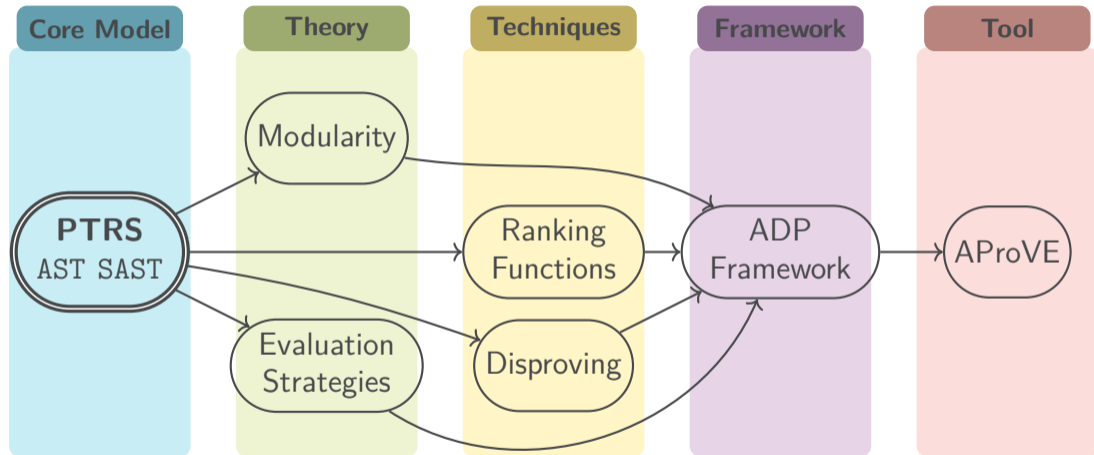 Core Model
Theory
Techniques
Framework
Tool
Modularity
PTRS
AST SAST
Ranking
Functions
ADP
Framework
AProVE
Evaluation
Strategies
Disproving